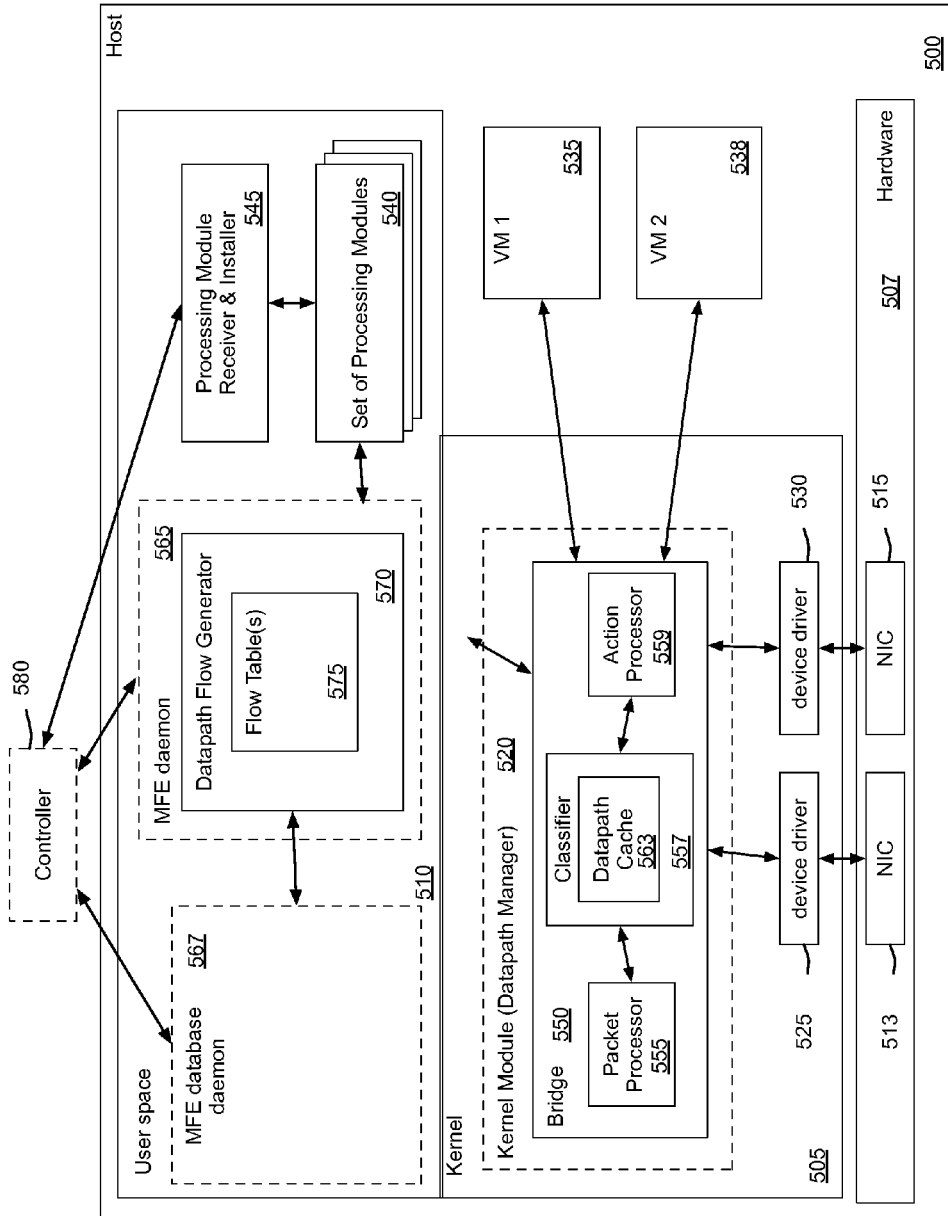 Controller
580
Host
500
User space
510
MFE database
daemon
567
MFE daemon
565
Datapath Flow Generator
570
Flow Table(s)
575
Processing Module
Receiver & Installer
545
Set of Processing Modules
540
Kernel
505
Kernel Module (Datapath Manager)
520
Bridge
550
Packet
Processor
555
Classifier
557
Datapath
Cache
563
Action
Processor
559
VM 1
535
VM 2
538
device driver
525
device driver
530
NIC
513
NIC
515
507
Hardware